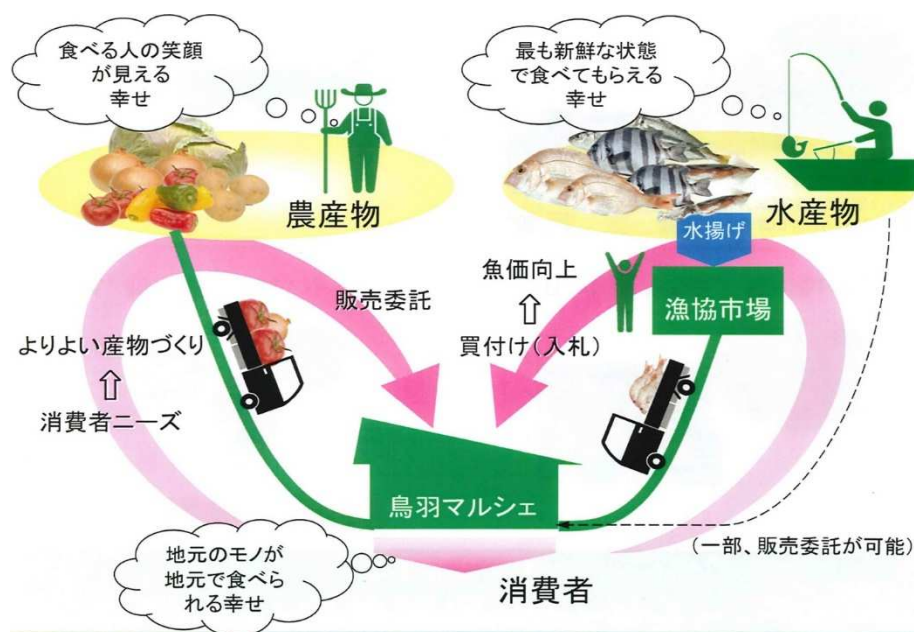 食べる人の笑顔
が見える
幸せ
最も新鮮な状態
で食べてもらえる
幸せ
農産物
水産物
水揚げ
魚価向上
漁協市場
販売委託
買付け(入札)
よりよい産物づくり
消費者ニーズ
鳥羽マルシェ
(一部、販売委託が可能)
地元のモノが
地元で食べら
れる幸せ
消費者